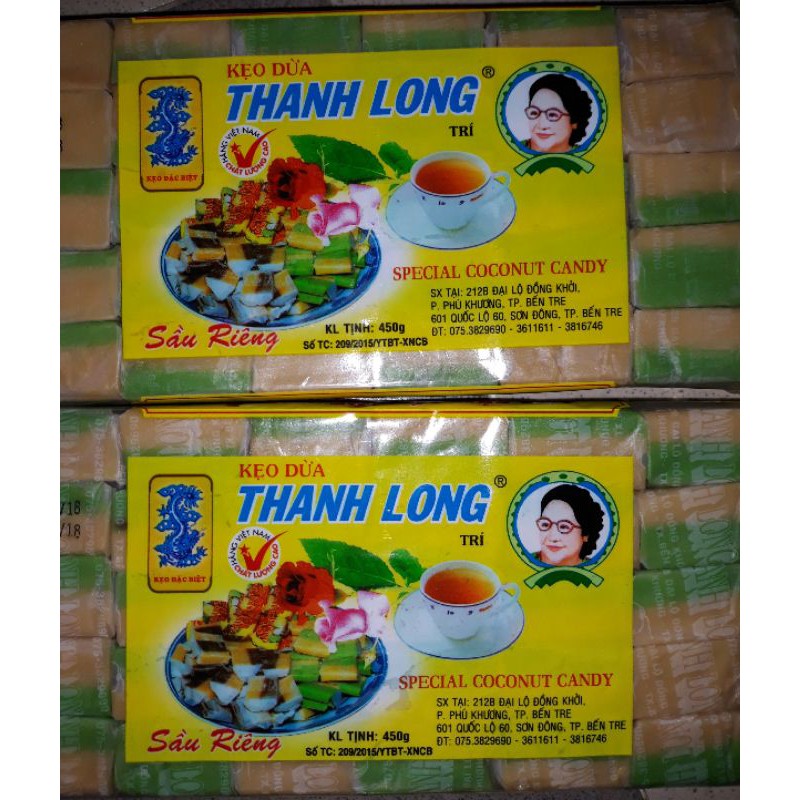 KẸO DỪA
THANH LONG®
TRÍ
HÀNG VIỆT NAM
CHẤT LƯỢNG CAO
KẸO ĐẶC BIỆT
SPECIAL COCONUT CANDY
SX TẠI: 212B ĐẠI LỘ ĐỒNG KHỞI,
P. PHÚ KHƯƠNG, TP. BẾN TRE
601 QUỐC LỘ 60, SƠN ĐÔNG, TP. BẾN TRE
ĐT: 075.3829690 - 3611611 - 3816746
KL TỊNH: 450g
Số TC: 209/2015/YTBT-XNCB
Sầu Riêng
KẸO DỪA
THANH LONG®
TRÍ
HÀNG VIỆT NAM
CHẤT LƯỢNG CAO
KẸO ĐẶC BIỆT
/18
/18
SPECIAL COCONUT CANDY
SX TẠI: 212B ĐẠI LỘ ĐỒNG KHỞI,
P. PHÚ KHƯƠNG, TP. BẾN TRE
601 QUỐC LỘ 60, SƠN ĐÔNG, TP. BẾN TRE
ĐT: 075.3829690 - 3611611 - 3816746
KL TỊNH: 450g
Số TC: 209/2015/YTBT-XNCB
Sầu Riêng